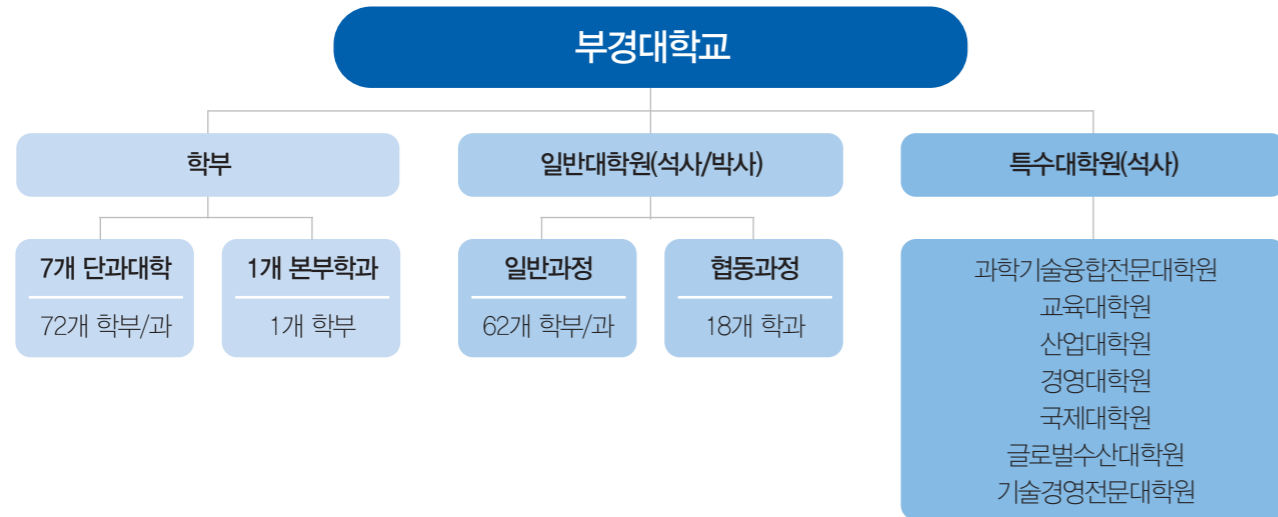 부경대학교
학부
일반대학원(석사/박사)
특수대학원(석사)
7개 단과대학
72개 학부/과
1개 본부학과
1개 학부
일반과정
62개 학부/과
협동과정
18개 학과
과학기술융합전문대학원
교육대학원
산업대학원
경영대학원
국제대학원
글로벌수산대학원
기술경영전문대학원